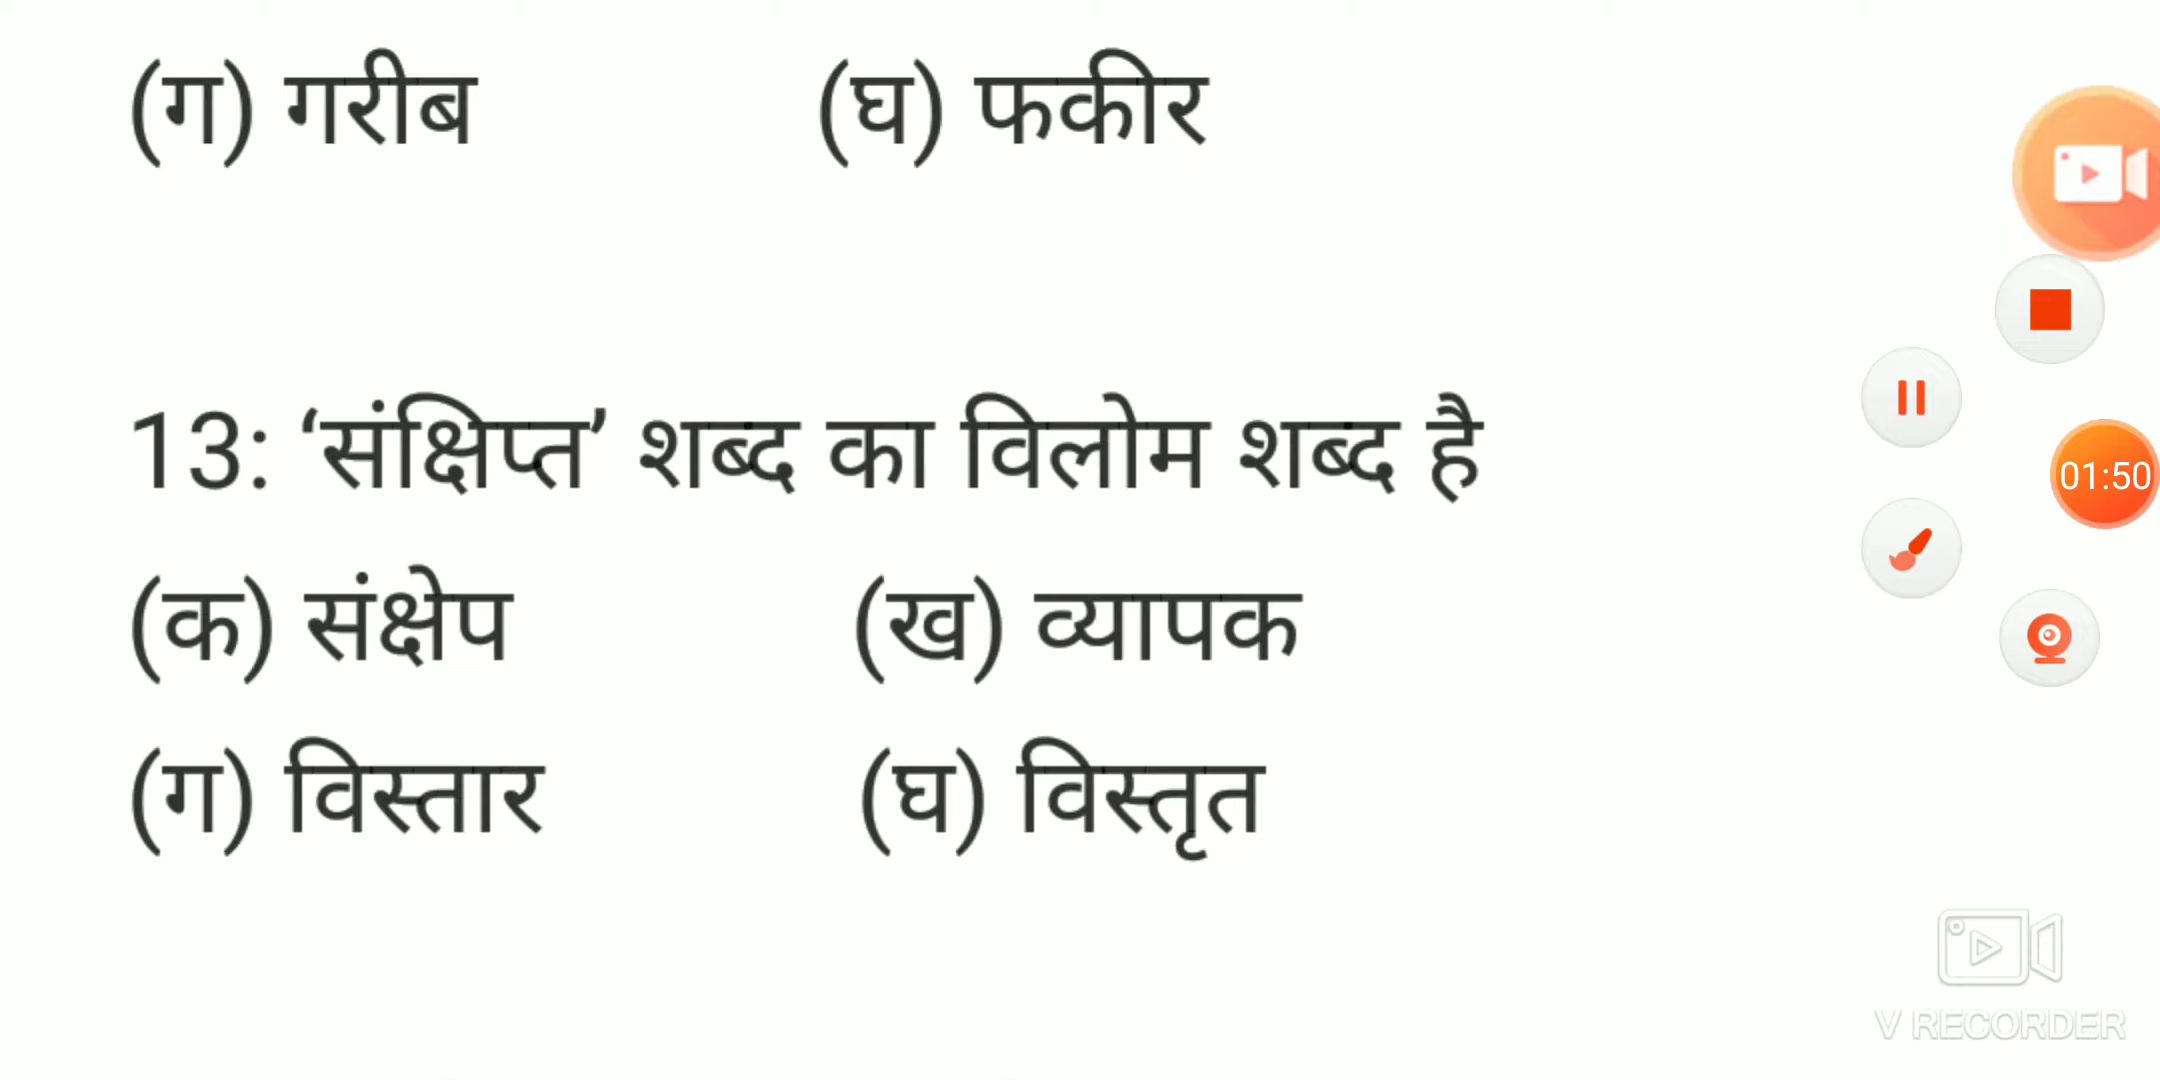 (ग) गरीब (घ) फकीर
13: ‘संक्षिप्त’ शब्द का विलोम शब्द है
01:50
(क) संक्षेप (ख) व्यापक
(ग) विस्तार (घ) विस्तृत
V RECORDER